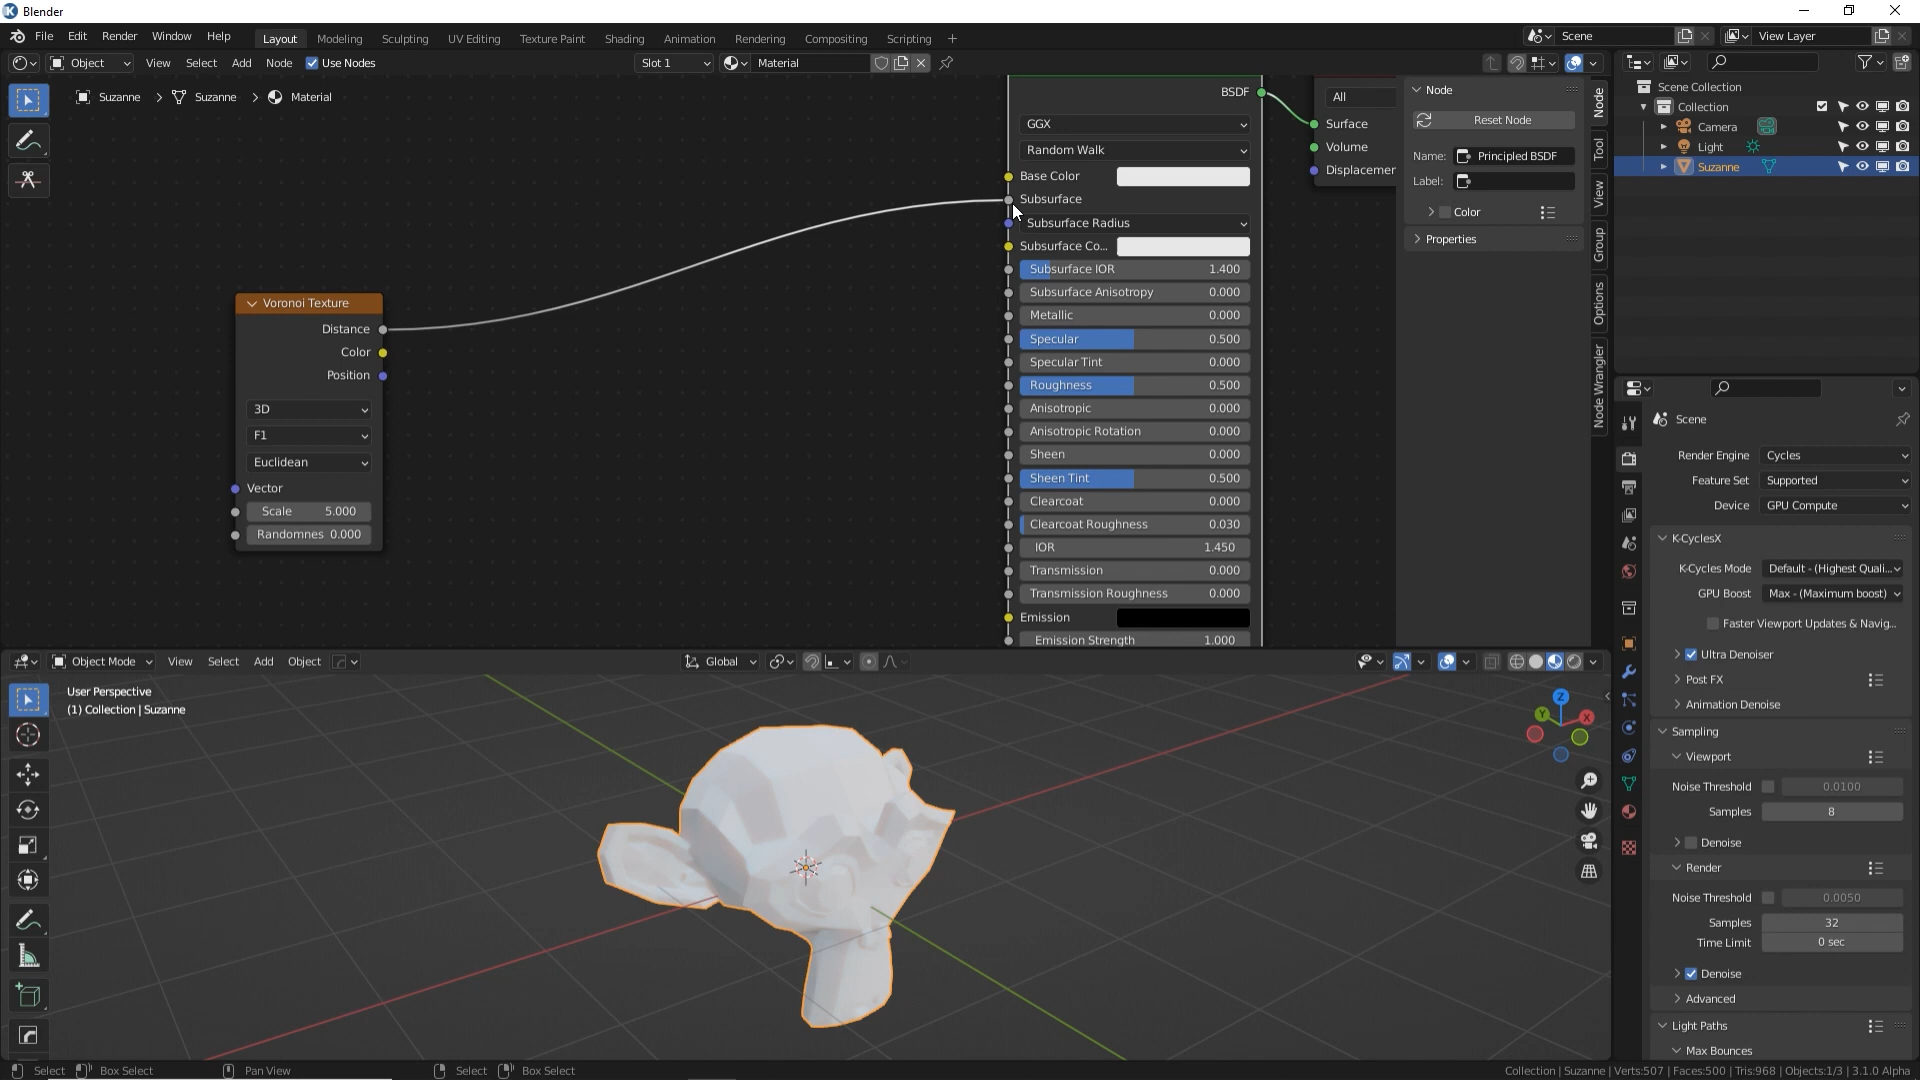 Blender
File Edit Render Window Help Layout Modeling Sculpting UV Editing Texture Paint Shading Animation Rendering Compositing Scripting + Scene View Layer
Object View Select Add Node Use Nodes Slot 1 Material
Suzanne > Suzanne > Material
BSDF
GGX
Random Walk
Base Color
Subsurface
Subsurface Radius
Subsurface Co...
Subsurface IOR 1.400
Subsurface Anisotropy 0.000
Metallic 0.000
Specular 0.500
Specular Tint 0.000
Roughness 0.500
Anisotropic 0.000
Anisotropic Rotation 0.000
Sheen 0.000
Sheen Tint 0.500
Clearcoat 0.000
Clearcoat Roughness 0.030
IOR 1.450
Transmission 0.000
Transmission Roughness 0.000
Emission
Emission Strength 1.000
Voronoi Texture
Distance
Color
Position
3D
F1
Euclidean
Vector
Scale 5.000
Randomnes 0.000
All
Surface
Volume
Displacemer
Node
Reset Node
Name: Principled BSDF
Label:
Color
Properties
Node
Tool
View
Group
Options
Node Wrangler
Scene Collection
Collection
Camera
Light
Suzanne
Scene
Render Engine Cycles
Feature Set Supported
Device GPU Compute
K-CyclesX
K-Cycles Mode Default - (Highest Quali...
GPU Boost Max - (Maximum boost)
Faster Viewport Updates & Navig...
Ultra Denoiser
Post FX
Animation Denoise
Sampling
Viewport
Noise Threshold 0.0100
Samples 8
Denoise
Render
Noise Threshold 0.0050
Samples 32
Time Limit 0 sec
Denoise
Advanced
Light Paths
Max Bounces
Object Mode View Select Add Object Global
User Perspective
(1) Collection | Suzanne
Z
Y
X
Select Box Select Pan View Select Box Select Collection | Suzanne | Verts:507 | Faces:500 | Tris:968 | Objects:1/3 | 3.1.0 Alpha